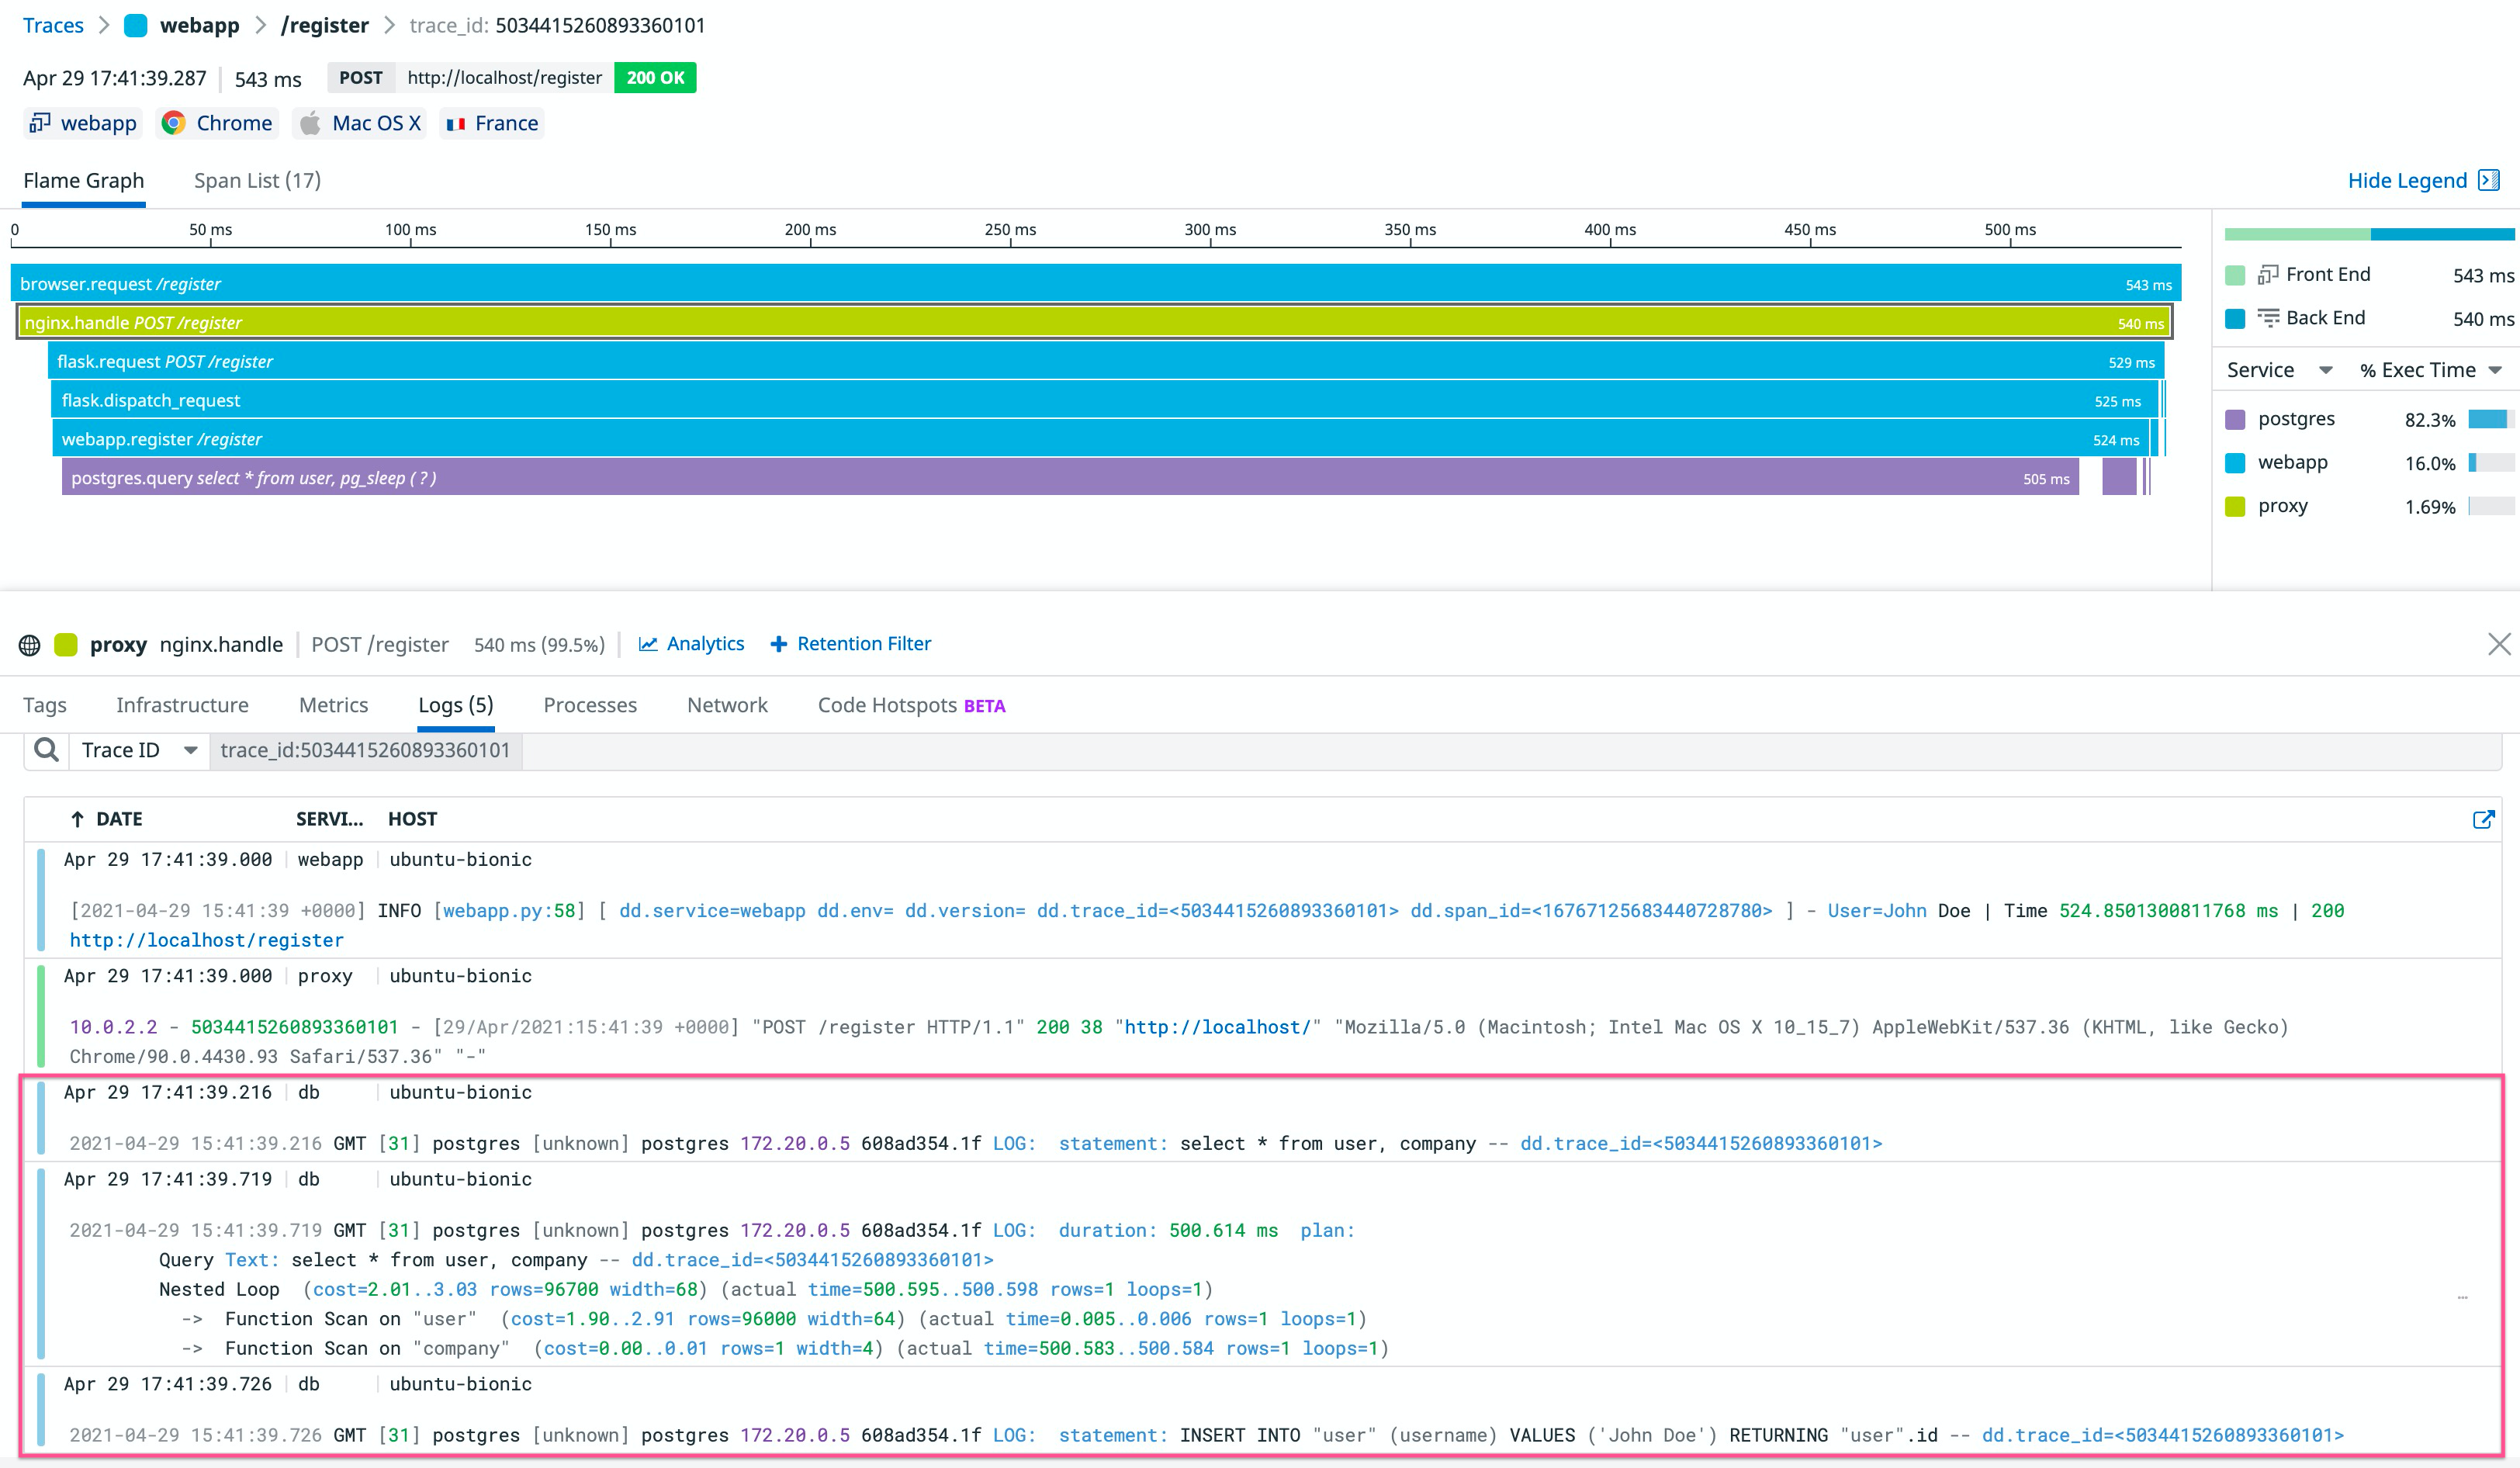 Traces > webapp > /register > trace_id: 5034415260893360101
Apr 29 17:41:39.287 | 543 ms POST http://localhost/register 200 OK
webapp Chrome Mac OS X France
Flame Graph Span List (17) Hide Legend
0 50 ms 100 ms 150 ms 200 ms 250 ms 300 ms 350 ms 400 ms 450 ms 500 ms
browser.request /register 543 ms
nginx.handle POST /register 540 ms
flask.request POST /register 529 ms
flask.dispatch_request 525 ms
webapp.register /register 524 ms
postgres.query select * from user, pg_sleep ( ? ) 505 ms
Front End 543 ms
Back End 540 ms
Service % Exec Time
postgres 82.3%
webapp 16.0%
proxy 1.69%
proxy nginx.handle | POST /register 540 ms (99.5%) | Analytics + Retention Filter
Tags Infrastructure Metrics Logs (5) Processes Network Code Hotspots BETA
Trace ID trace_id:5034415260893360101
↑ DATE SERVI... HOST
Apr 29 17:41:39.000 | webapp | ubuntu-bionic
[2021-04-29 15:41:39 +0000] INFO [webapp.py:58] [ dd.service=webapp dd.env= dd.version= dd.trace_id=<5034415260893360101> dd.span_id=<16767125683440728780> ] - User=John Doe | Time 524.8501300811768 ms | 200
http://localhost/register
Apr 29 17:41:39.000 | proxy | ubuntu-bionic
10.0.2.2 - 5034415260893360101 - [29/Apr/2021:15:41:39 +0000] "POST /register HTTP/1.1" 200 38 "http://localhost/" "Mozilla/5.0 (Macintosh; Intel Mac OS X 10_15_7) AppleWebKit/537.36 (KHTML, like Gecko)
Chrome/90.0.4430.93 Safari/537.36" "-"
Apr 29 17:41:39.216 | db | ubuntu-bionic
2021-04-29 15:41:39.216 GMT [31] postgres [unknown] postgres 172.20.0.5 608ad354.1f LOG: statement: select * from user, company -- dd.trace_id=<5034415260893360101>
Apr 29 17:41:39.719 | db | ubuntu-bionic
2021-04-29 15:41:39.719 GMT [31] postgres [unknown] postgres 172.20.0.5 608ad354.1f LOG: duration: 500.614 ms plan:
Query Text: select * from user, company -- dd.trace_id=<5034415260893360101>
Nested Loop (cost=2.01..3.03 rows=96700 width=68) (actual time=500.595..500.598 rows=1 loops=1)
-> Function Scan on "user" (cost=1.90..2.91 rows=96000 width=64) (actual time=0.005..0.006 rows=1 loops=1)
-> Function Scan on "company" (cost=0.00..0.01 rows=1 width=4) (actual time=500.583..500.584 rows=1 loops=1)
Apr 29 17:41:39.726 | db | ubuntu-bionic
2021-04-29 15:41:39.726 GMT [31] postgres [unknown] postgres 172.20.0.5 608ad354.1f LOG: statement: INSERT INTO "user" (username) VALUES ('John Doe') RETURNING "user".id -- dd.trace_id=<5034415260893360101>